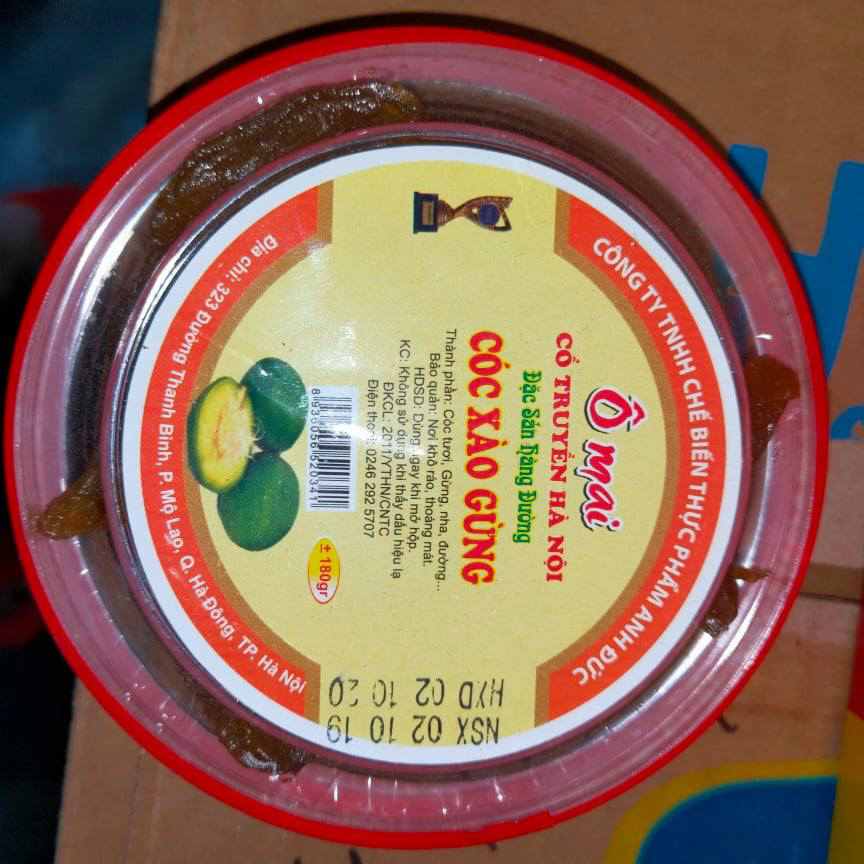 CÔNG TY TNHH CHẾ BIẾN THỰC PHẨM ANH ĐỨC
Ô mai
CỔ TRUYỀN HÀ NỘI
Đặc Sản Hàng Đường
CÓC XÀO GỪNG
Thành phần: Cóc tươi, Gừng, nha, đường...
Bảo quản: Nơi khô ráo, thoáng mát.
HDSD: Dùng ngay khi mở hộp.
KC: Không sử dụng khi thấy dấu hiệu lạ
ĐKCL: 2011/YTHN/CNTC
Điện thoại: 0246 292 5707
8 936056 620341
± 180gr
Địa chỉ: 323 Đường Thanh Bình, P. Mộ Lao, Q. Hà Đông, TP. Hà Nội
NSX 02 10 19
HXD 02 10 20